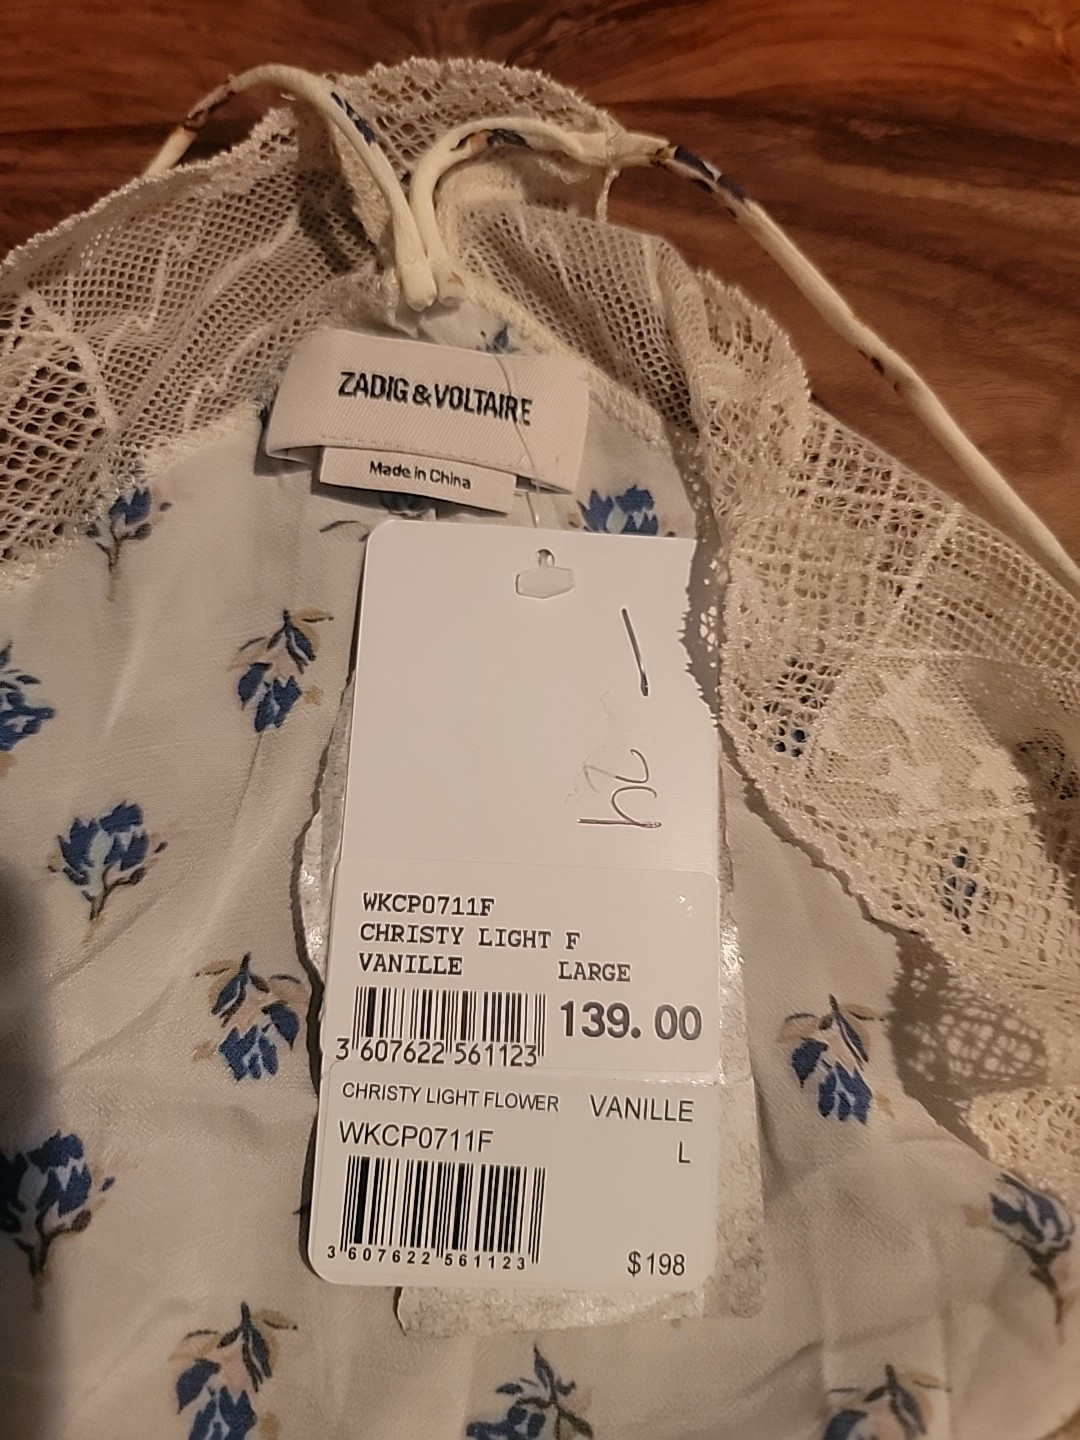 ZADIG & VOLTAIRE
Made in China
WKCP0711F
CHRISTY LIGHT F
VANILLE LARGE
139.00
3 607622 561123
CHRISTY LIGHT FLOWER VANILLE
WKCP0711F L
3 607622 561123
$198